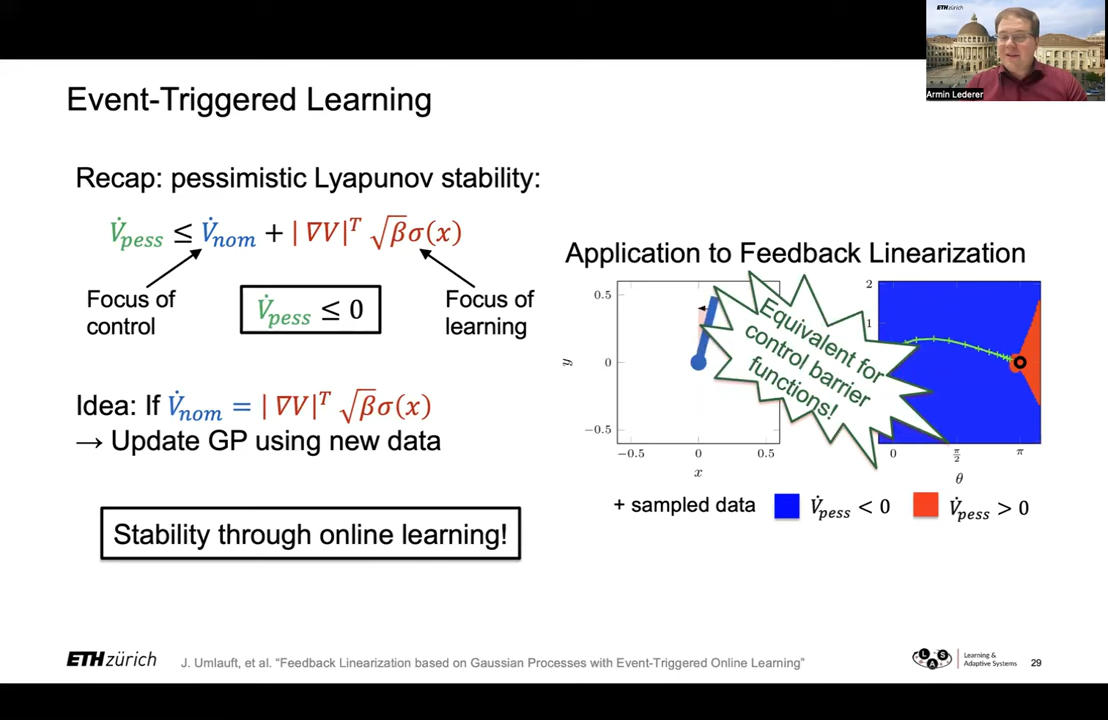 ETHzürich
Armin Lederer
Event-Triggered Learning
Recap: pessimistic Lyapunov stability:
V̇pess ≤ V̇nom + | ∇V|ᵀ √β σ(x)
Focus of
control
V̇pess ≤ 0
Focus of
learning
Idea: If V̇nom = | ∇V|ᵀ √β σ(x)
→ Update GP using new data
Stability through online learning!
Application to Feedback Linearization
0.5
0
−0.5
y
−0.5 0 0.5
x
Equivalent for
control barrier
functions!
2
1
0 π/2 π
θ
+ sampled data V̇pess < 0 V̇pess > 0
ETHzürich
J. Umlauft, et al. “Feedback Linearization based on Gaussian Processes with Event-Triggered Online Learning”
L A S
Learning &
Adaptive Systems
29